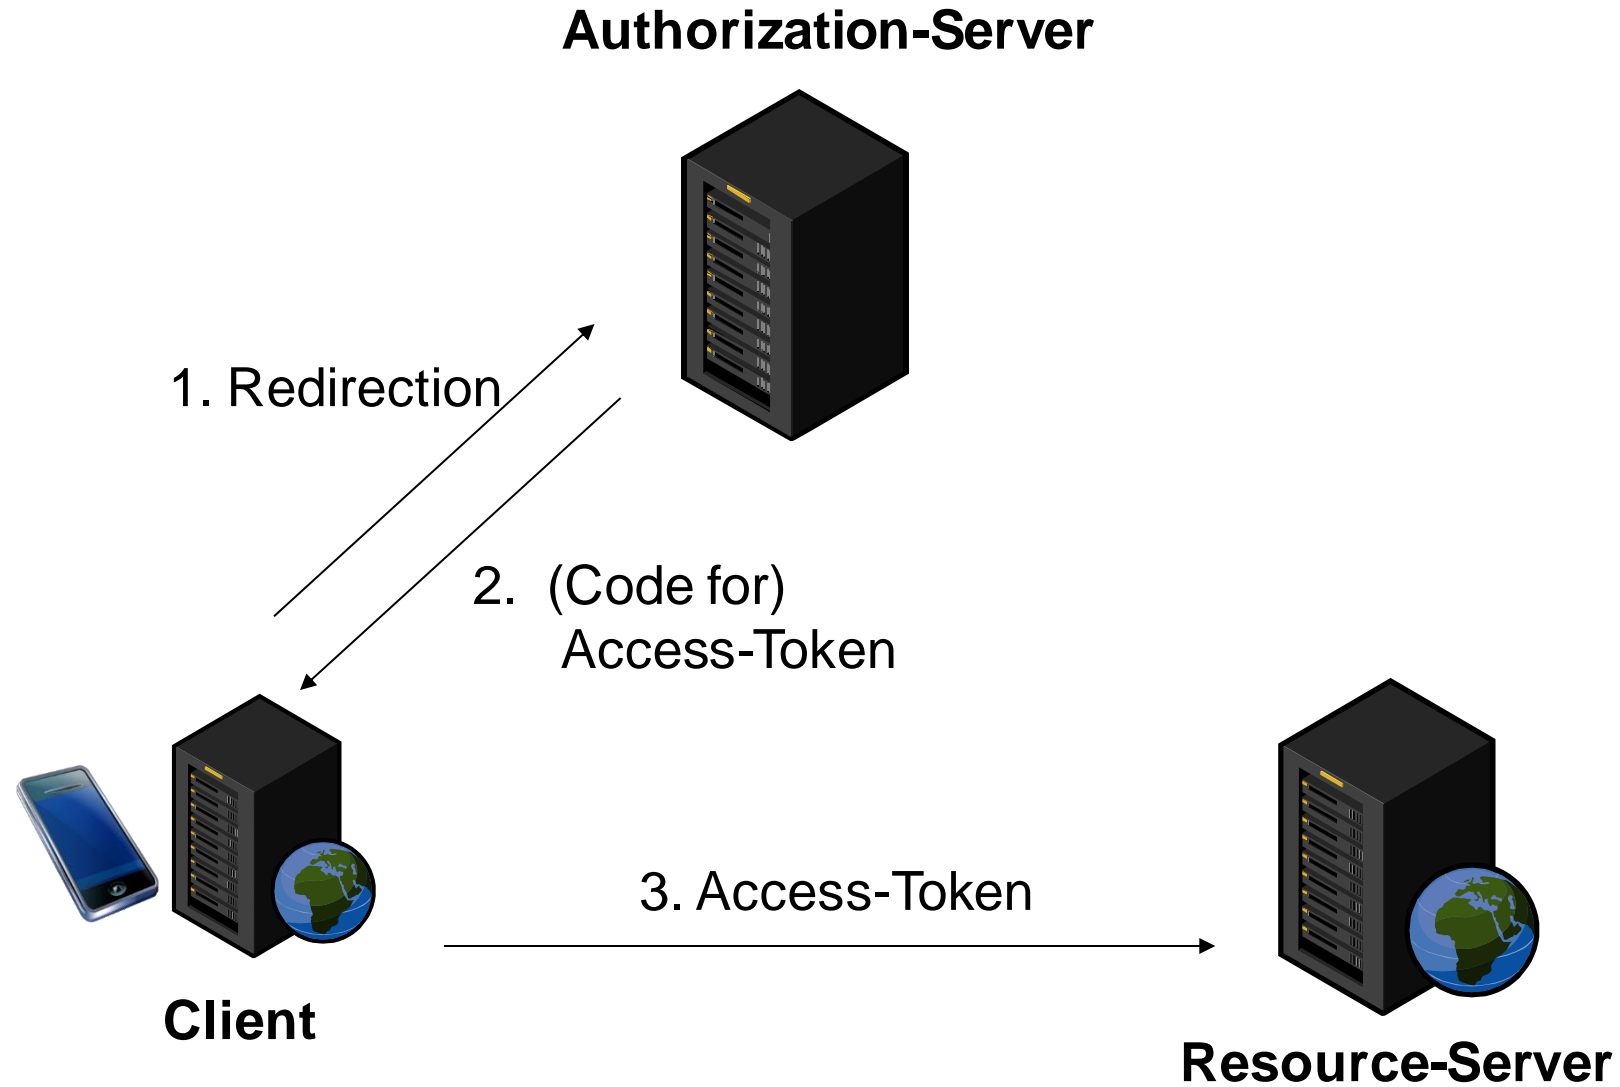 Authorization-Server
1. Redirection
2. (Code for)
Access-Token
3. Access-Token
Client
Resource-Server